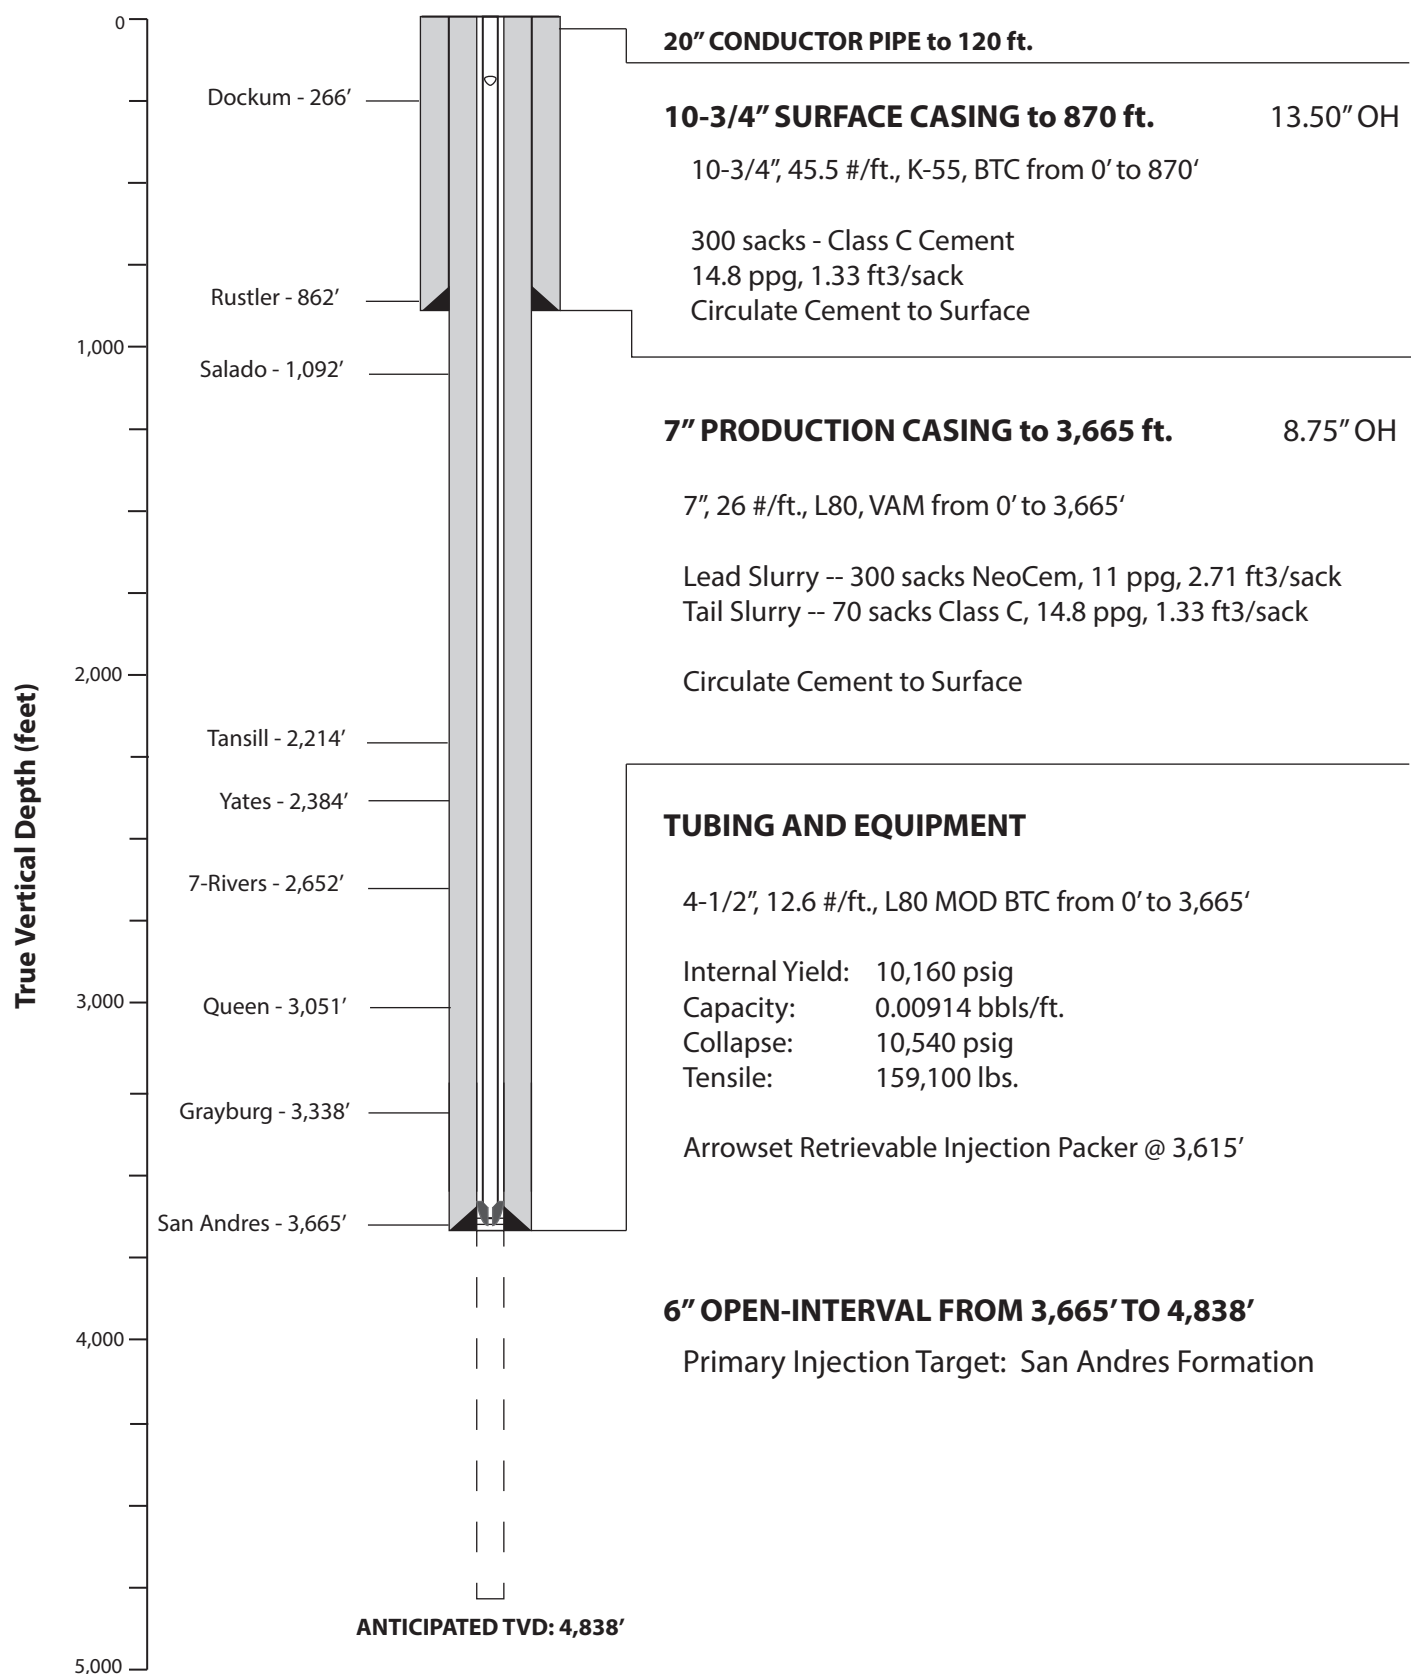 0
20” CONDUCTOR PIPE to 120 ft.
Dockum - 266’
10-3/4” SURFACE CASING to 870 ft. 13.50” OH
10-3/4”, 45.5 #/ft., K-55, BTC from 0’ to 870‘
300 sacks - Class C Cement
14.8 ppg, 1.33 ft3/sack
Circulate Cement to Surface
Rustler - 862’
1,000
Salado - 1,092’
7” PRODUCTION CASING to 3,665 ft. 8.75” OH
7”, 26 #/ft., L80, VAM from 0’ to 3,665‘
Lead Slurry -- 300 sacks NeoCem, 11 ppg, 2.71 ft3/sack
Tail Slurry -- 70 sacks Class C, 14.8 ppg, 1.33 ft3/sack
Circulate Cement to Surface
2,000
True Vertical Depth (feet)
Tansill - 2,214’
Yates - 2,384’
7-Rivers - 2,652’
TUBING AND EQUIPMENT
4-1/2”, 12.6 #/ft., L80 MOD BTC from 0’ to 3,665‘
Internal Yield: 10,160 psig
Capacity: 0.00914 bbls/ft.
Collapse: 10,540 psig
Tensile: 159,100 lbs.
3,000
Queen - 3,051’
Grayburg - 3,338’
Arrowset Retrievable Injection Packer @ 3,615’
San Andres - 3,665’
6” OPEN-INTERVAL FROM 3,665’ TO 4,838’
Primary Injection Target: San Andres Formation
4,000
ANTICIPATED TVD: 4,838’
5,000